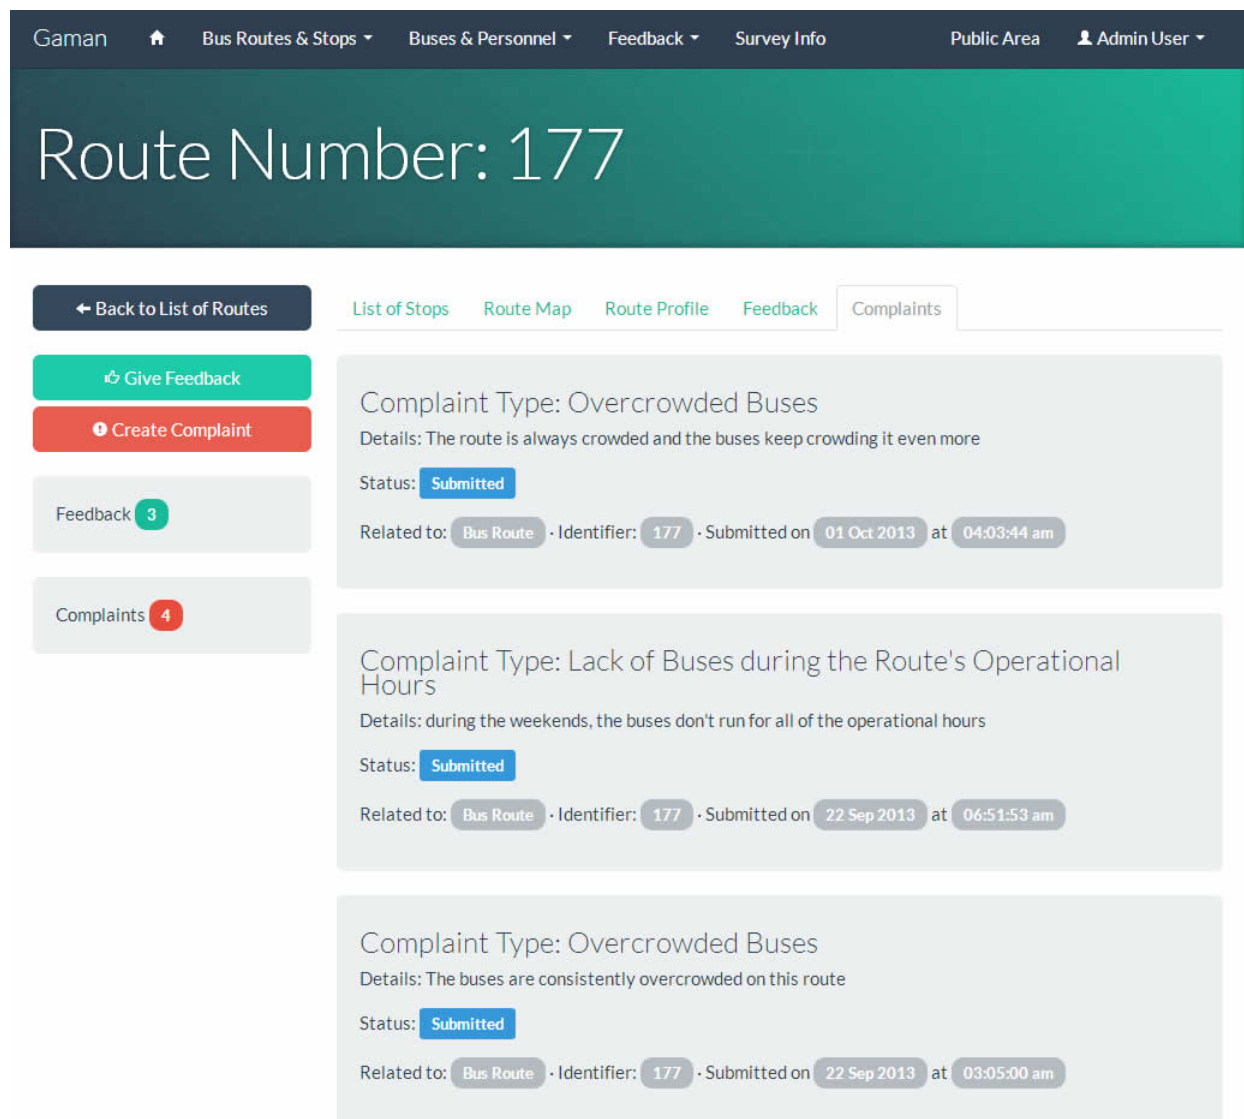 Gaman Bus Routes & Stops Buses & Personnel Feedback Survey Info Public Area Admin User
Route Number: 177
Back to List of Routes
Give Feedback
Create Complaint
Feedback 3
Complaints 4
List of Stops Route Map Route Profile Feedback Complaints
Complaint Type: Overcrowded Buses
Details: The route is always crowded and the buses keep crowding it even more
Status: Submitted
Related to: Bus Route · Identifier: 177 · Submitted on 01 Oct 2013 at 04:03:44 am
Complaint Type: Lack of Buses during the Route's Operational
Hours
Details: during the weekends, the buses don't run for all of the operational hours
Status: Submitted
Related to: Bus Route · Identifier: 177 · Submitted on 22 Sep 2013 at 06:51:53 am
Complaint Type: Overcrowded Buses
Details: The buses are consistently overcrowded on this route
Status: Submitted
Related to: Bus Route · Identifier: 177 · Submitted on 22 Sep 2013 at 03:05:00 am